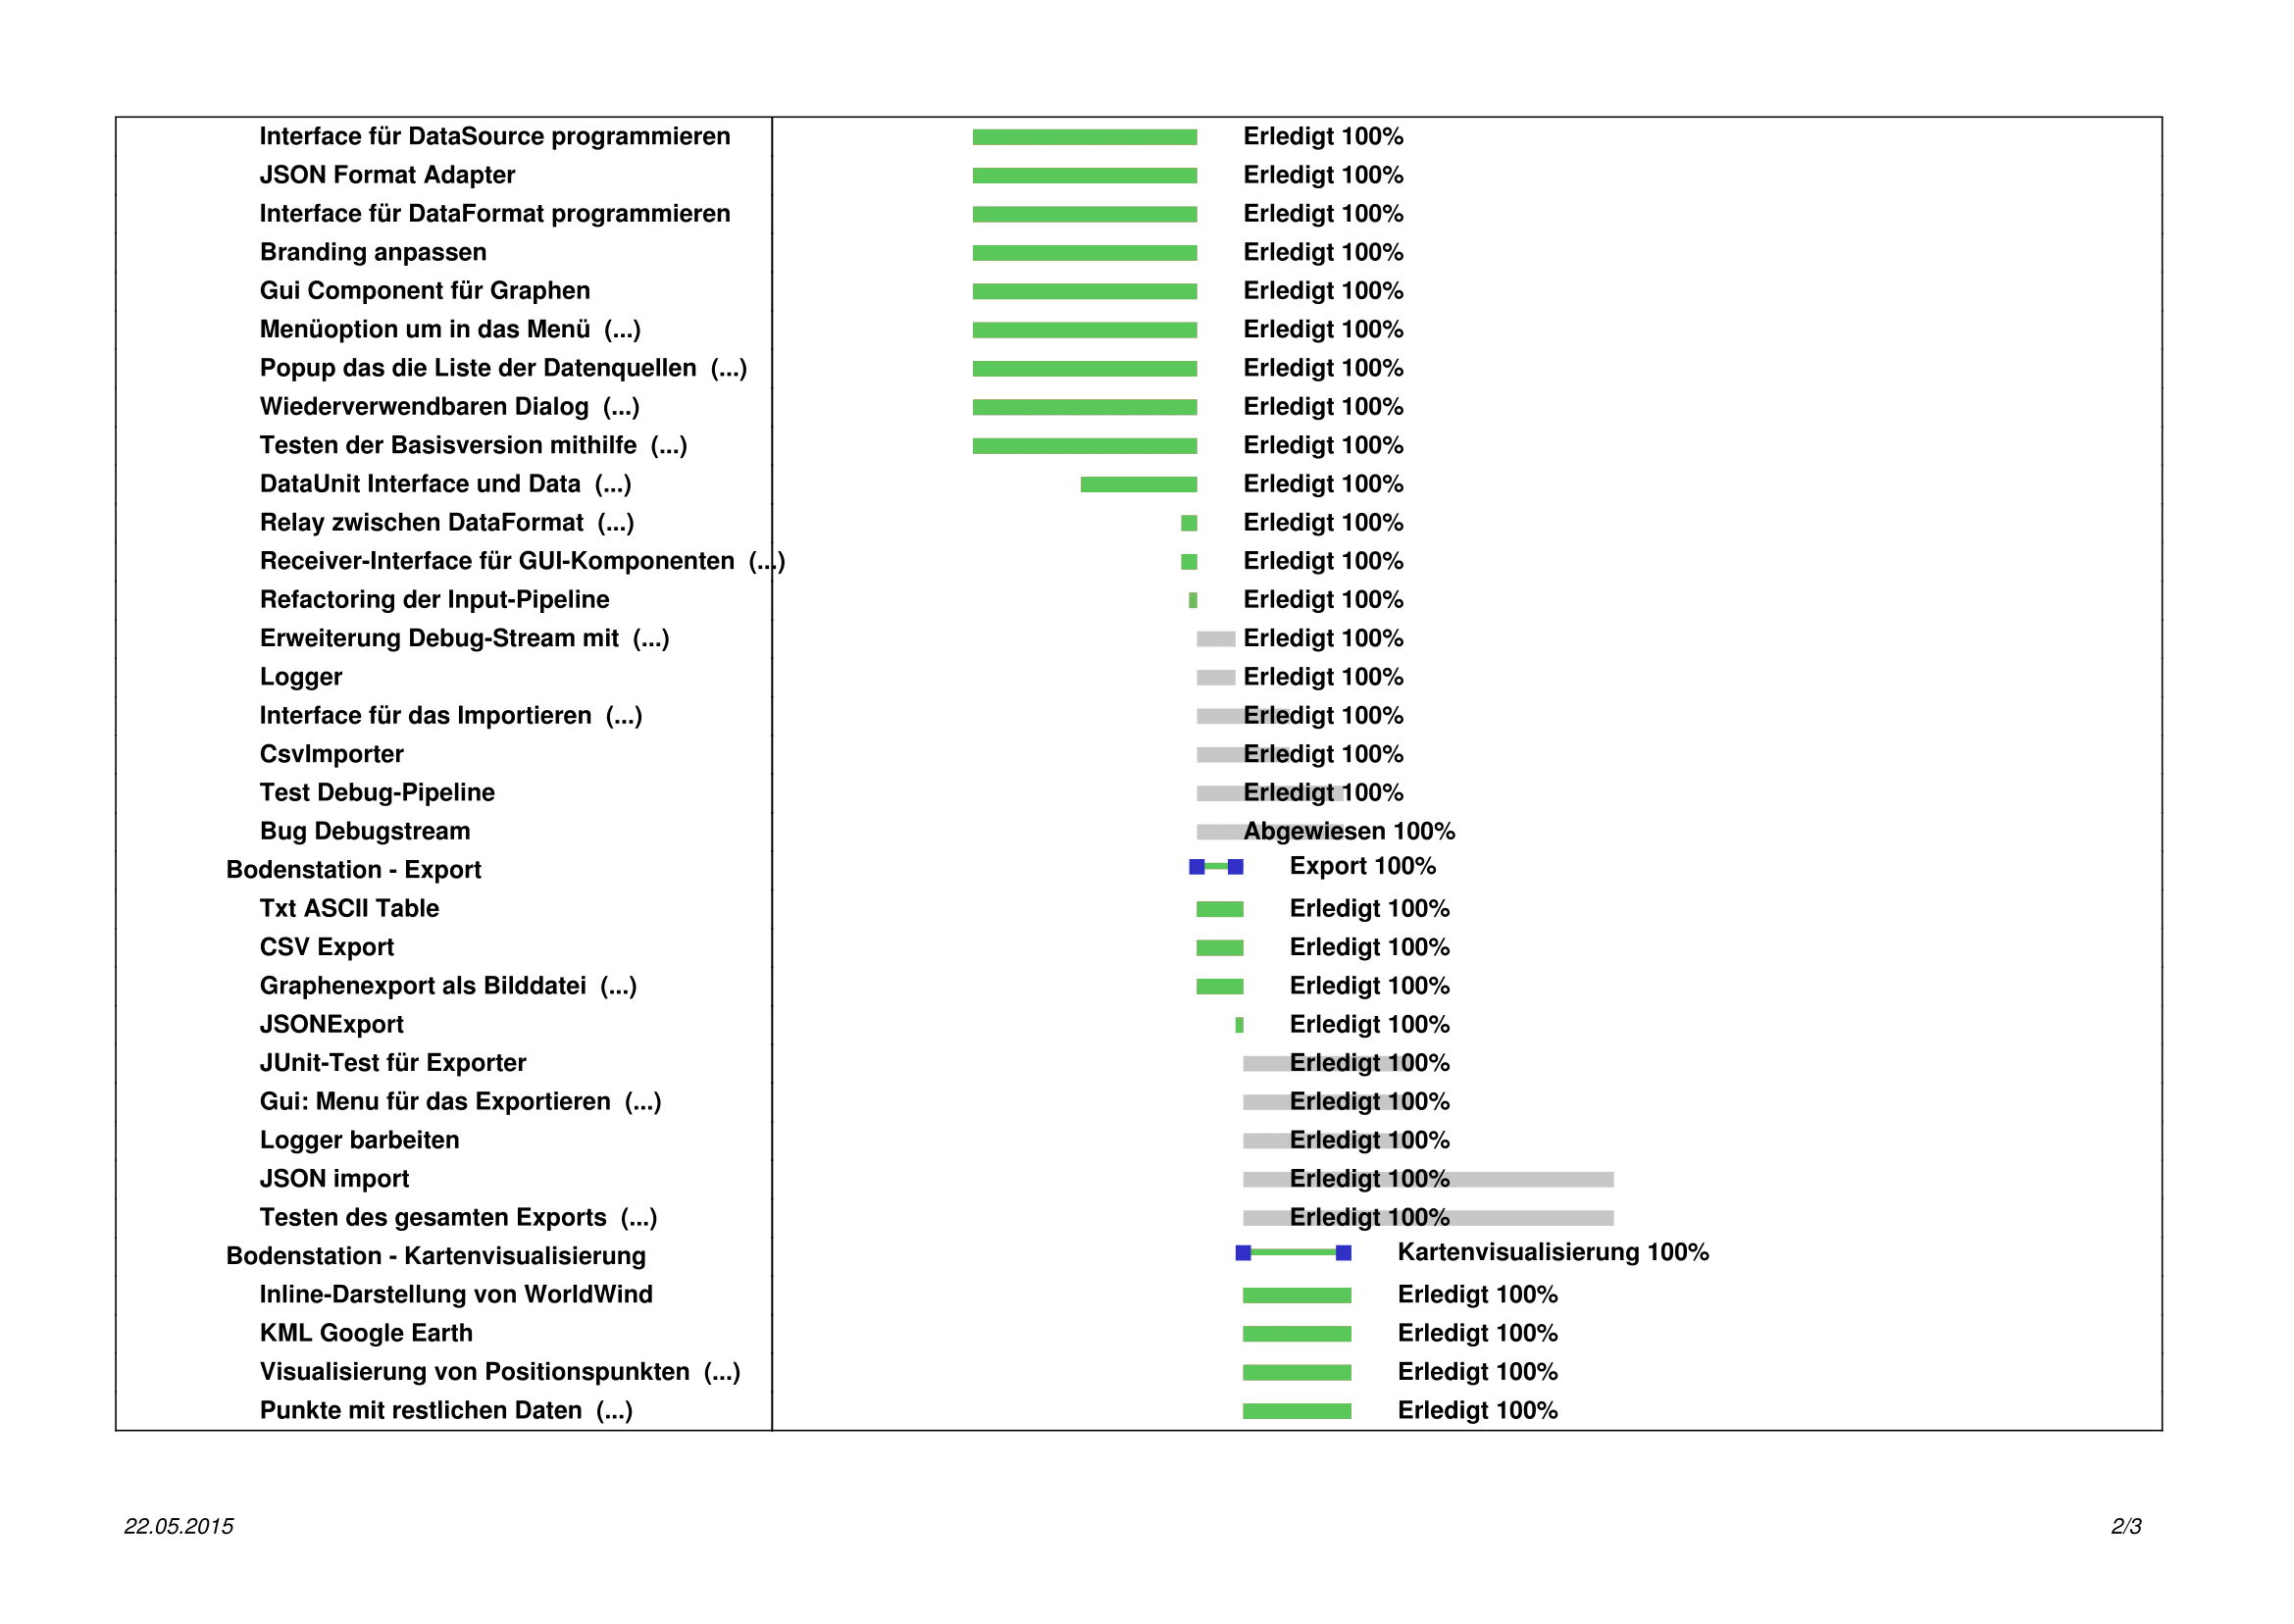 Interface für DataSource programmieren Erledigt 100%
JSON Format Adapter Erledigt 100%
Interface für DataFormat programmieren Erledigt 100%
Branding anpassen Erledigt 100%
Gui Component für Graphen Erledigt 100%
Menüoption um in das Menü (...) Erledigt 100%
Popup das die Liste der Datenquellen (...) Erledigt 100%
Wiederverwendbaren Dialog (...) Erledigt 100%
Testen der Basisversion mithilfe (...) Erledigt 100%
DataUnit Interface und Data (...) Erledigt 100%
Relay zwischen DataFormat (...) Erledigt 100%
Receiver-Interface für GUI-Komponenten (...) Erledigt 100%
Refactoring der Input-Pipeline Erledigt 100%
Erweiterung Debug-Stream mit (...) Erledigt 100%
Logger Erledigt 100%
Interface für das Importieren (...) Erledigt 100%
CsvImporter Erledigt 100%
Test Debug-Pipeline Erledigt 100%
Bug Debugstream Abgewiesen 100%
Bodenstation - Export Export 100%
Txt ASCII Table Erledigt 100%
CSV Export Erledigt 100%
Graphenexport als Bilddatei (...) Erledigt 100%
JSONExport Erledigt 100%
JUnit-Test für Exporter Erledigt 100%
Gui: Menu für das Exportieren (...) Erledigt 100%
Logger barbeiten Erledigt 100%
JSON import Erledigt 100%
Testen des gesamten Exports (...) Erledigt 100%
Bodenstation - Kartenvisualisierung Kartenvisualisierung 100%
Inline-Darstellung von WorldWind Erledigt 100%
KML Google Earth Erledigt 100%
Visualisierung von Positionspunkten (...) Erledigt 100%
Punkte mit restlichen Daten (...) Erledigt 100%
22.05.2015 2/3